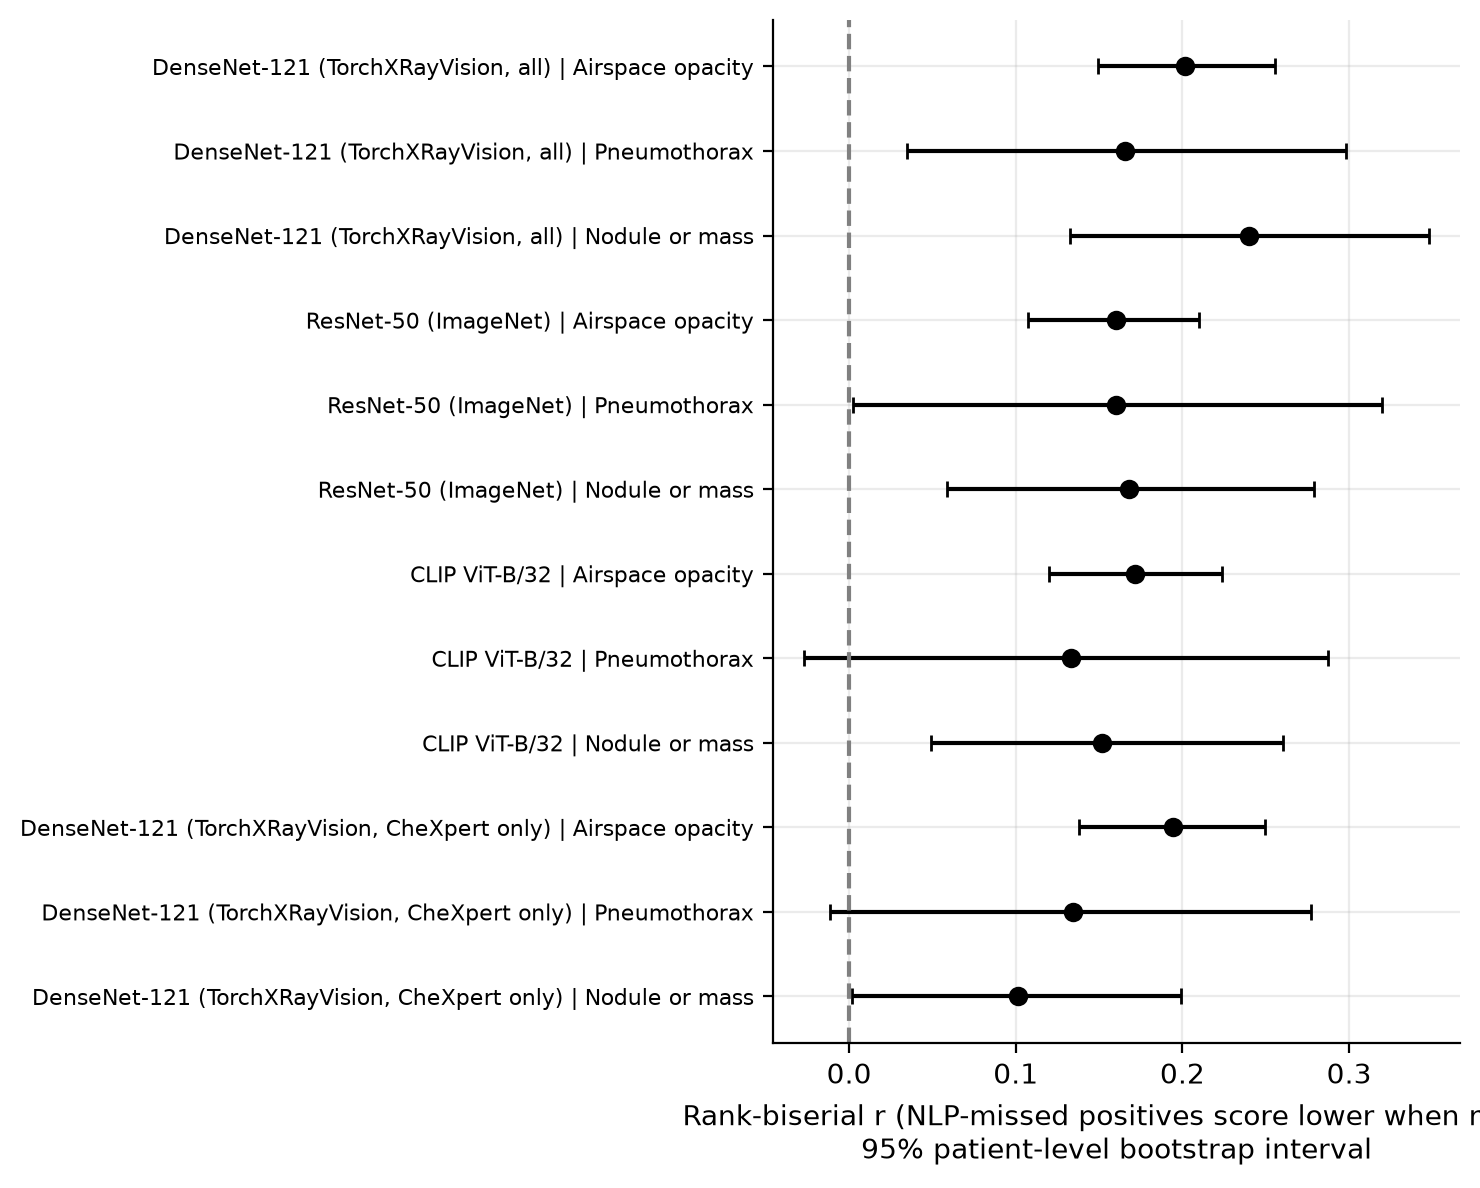 DenseNet-121 (TorchXRayVision, all) | Airspace opacity
DenseNet-121 (TorchXRayVision, all) | Pneumothorax
DenseNet-121 (TorchXRayVision, all) | Nodule or mass
ResNet-50 (ImageNet) | Airspace opacity
ResNet-50 (ImageNet) | Pneumothorax
ResNet-50 (ImageNet) | Nodule or mass
CLIP ViT-B/32 | Airspace opacity
CLIP ViT-B/32 | Pneumothorax
CLIP ViT-B/32 | Nodule or mass
DenseNet-121 (TorchXRayVision, CheXpert only) | Airspace opacity
DenseNet-121 (TorchXRayVision, CheXpert only) | Pneumothorax
DenseNet-121 (TorchXRayVision, CheXpert only) | Nodule or mass
0.0 0.1 0.2 0.3
Rank-biserial r (NLP-missed positives score lower when
95% patient-level bootstrap interval